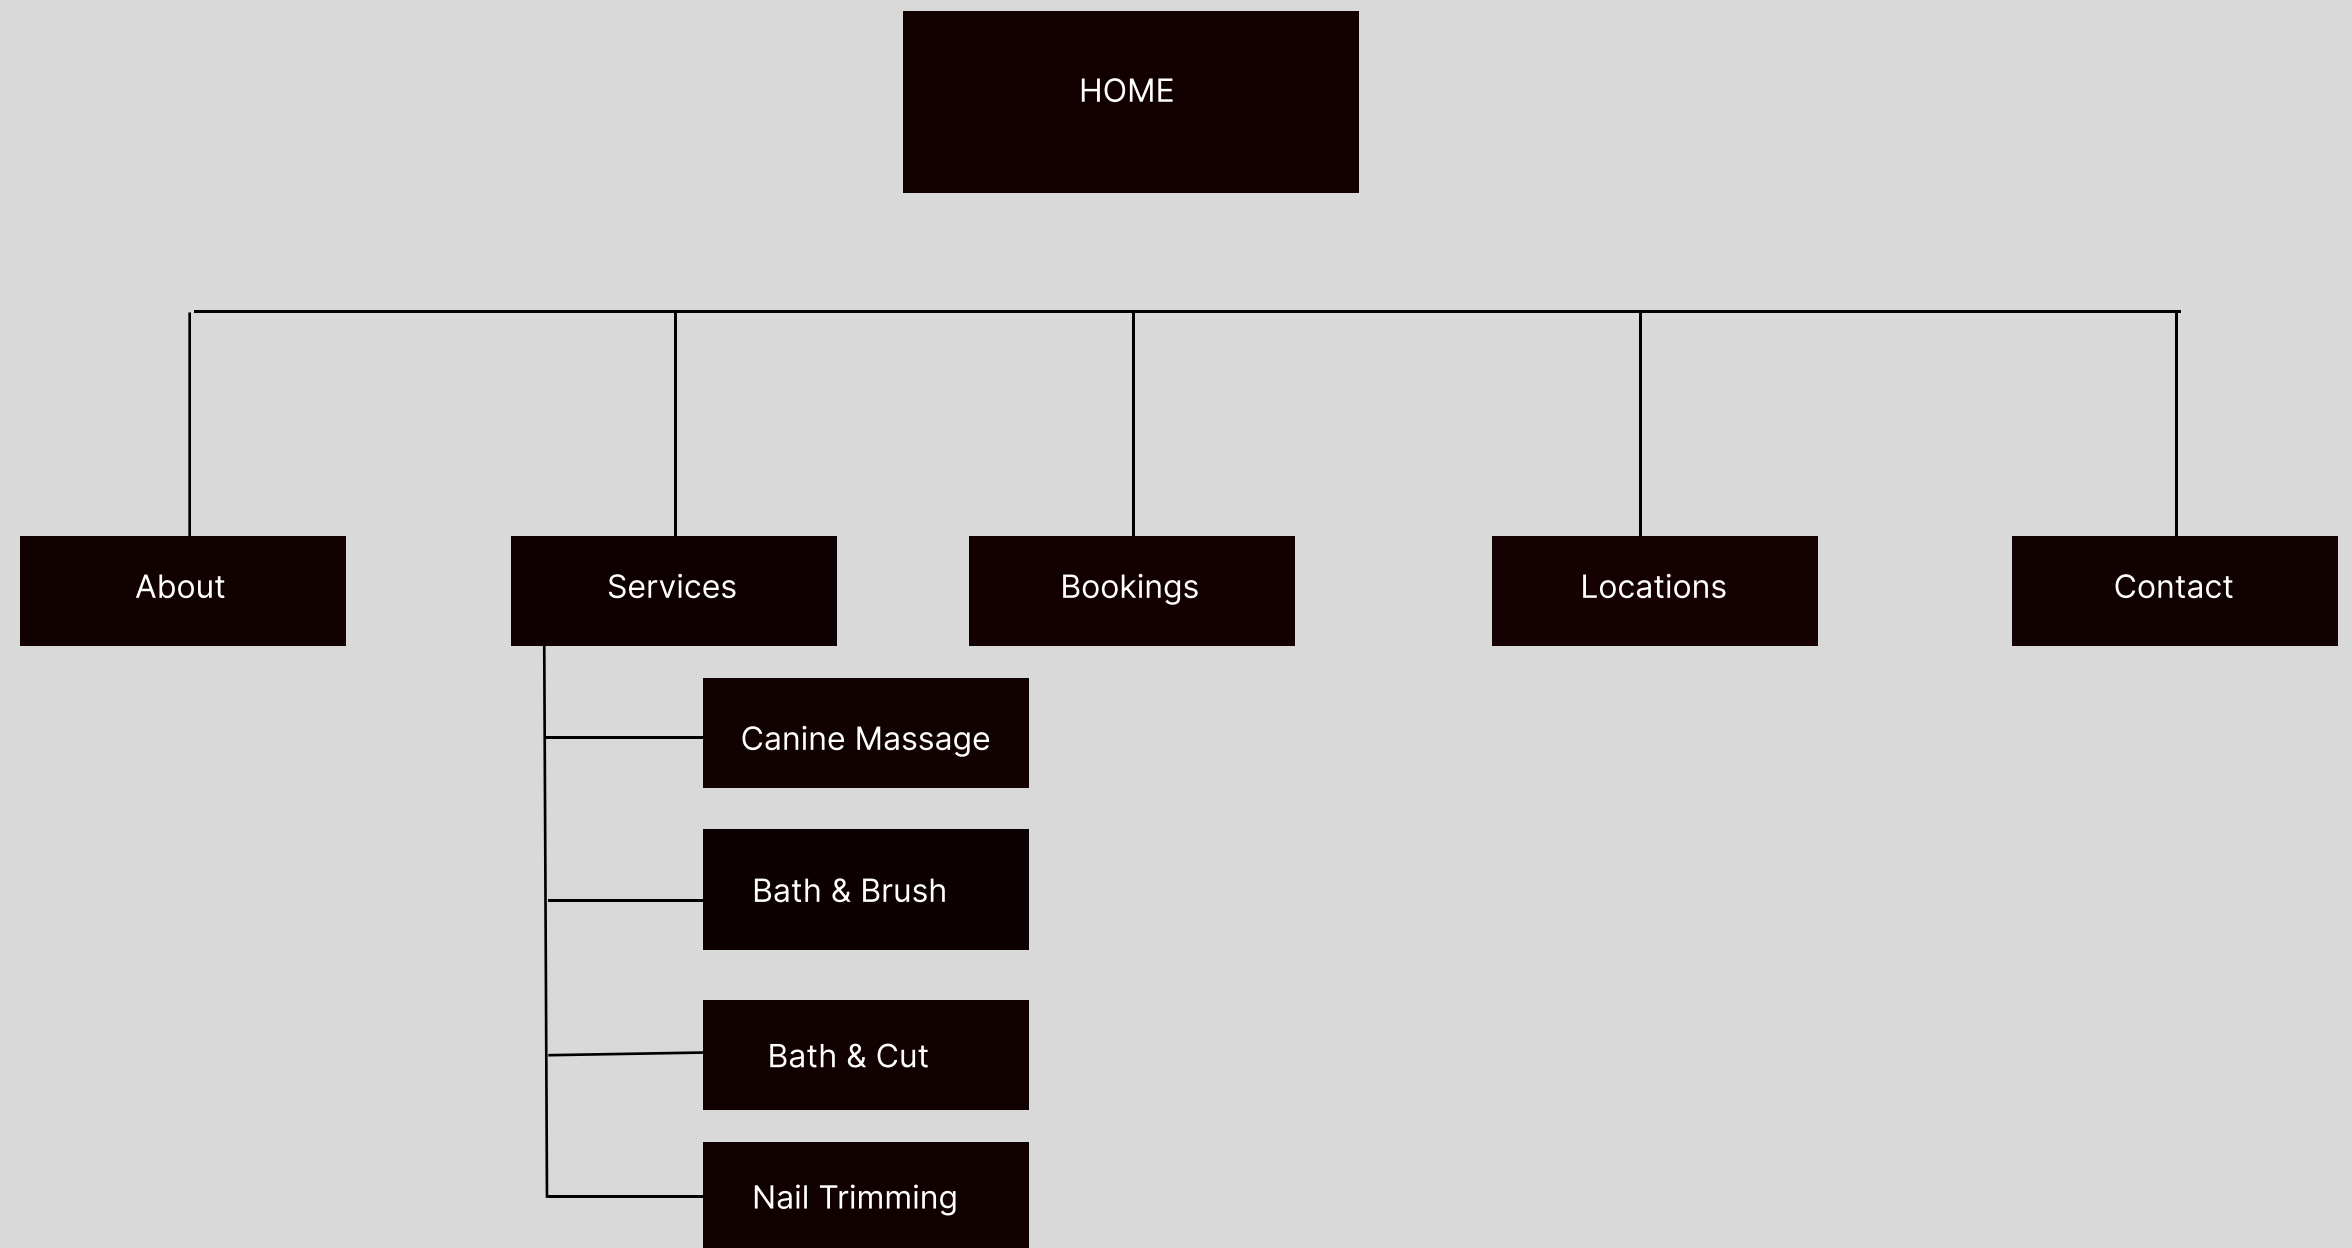 HOME
About
Services
Bookings
Locations
Contact
Canine Massage
Bath & Brush
Bath & Cut
Nail Trimming